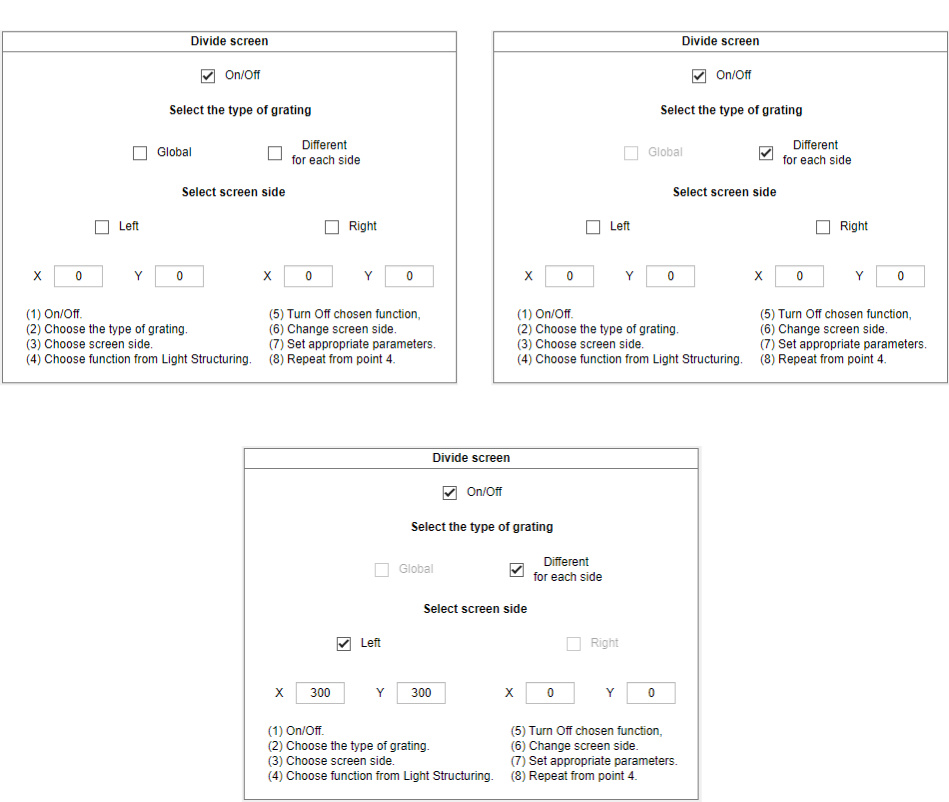 Divide screen
On/Off
Select the type of grating
Global
Different
for each side
Select screen side
Left
Right
X 0 Y 0 X 0 Y 0
(1) On/Off.
(2) Choose the type of grating.
(3) Choose screen side.
(4) Choose function from Light Structuring.
(5) Turn Off chosen function,
(6) Change screen side.
(7) Set appropriate parameters.
(8) Repeat from point 4.
Divide screen
On/Off
Select the type of grating
Global
Different
for each side
Select screen side
Left
Right
X 0 Y 0 X 0 Y 0
(1) On/Off.
(2) Choose the type of grating.
(3) Choose screen side.
(4) Choose function from Light Structuring.
(5) Turn Off chosen function,
(6) Change screen side.
(7) Set appropriate parameters.
(8) Repeat from point 4.
Divide screen
On/Off
Select the type of grating
Global
Different
for each side
Select screen side
Left
Right
X 300 Y 300 X 0 Y 0
(1) On/Off.
(2) Choose the type of grating.
(3) Choose screen side.
(4) Choose function from Light Structuring.
(5) Turn Off chosen function,
(6) Change screen side.
(7) Set appropriate parameters.
(8) Repeat from point 4.